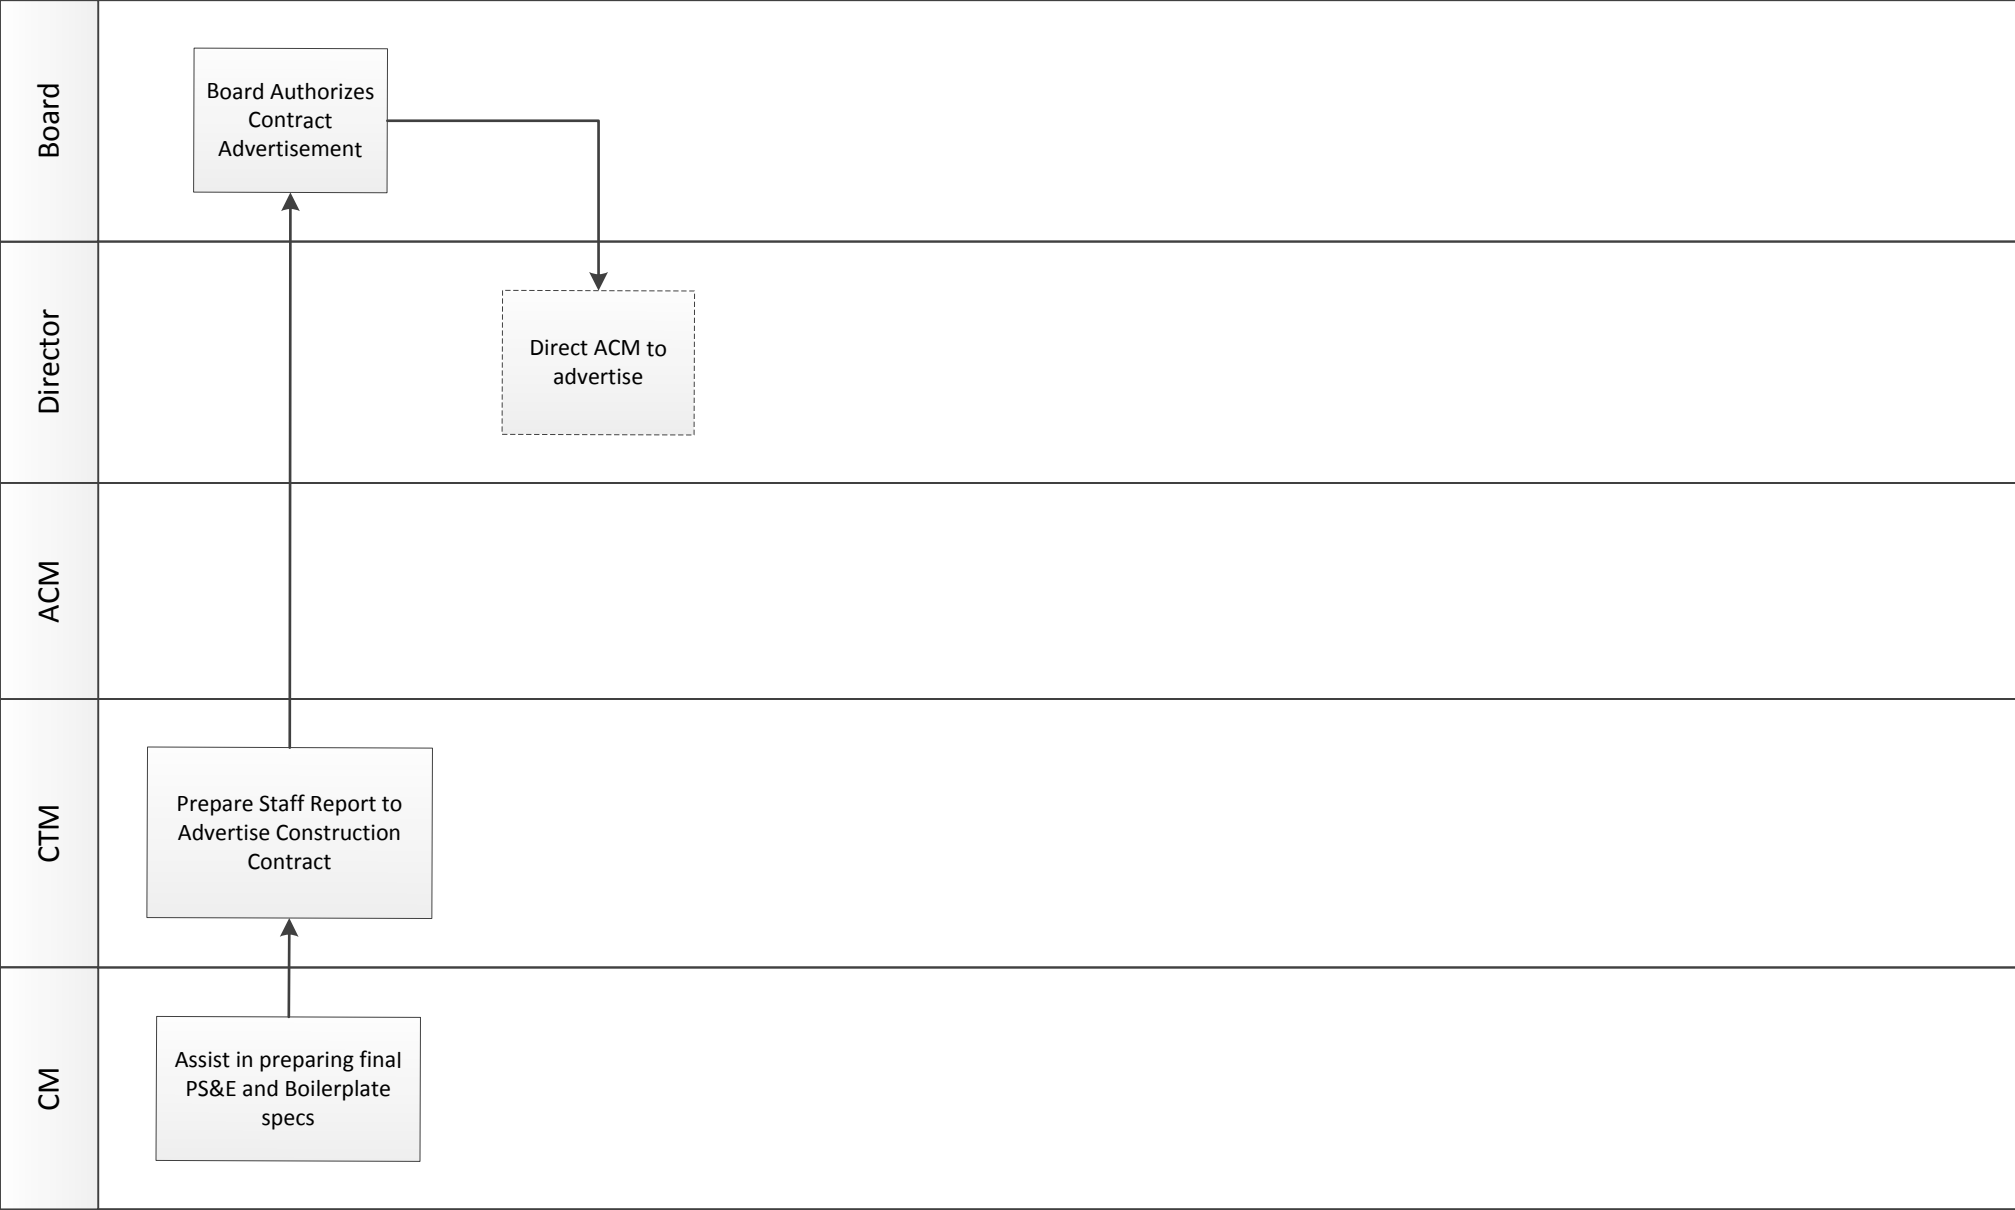 Board
Board Authorizes
Contract
Advertisement
Director
Direct ACM to
advertise
ACM
CTM
Prepare Staff Report to
Advertise Construction
Contract
CM
Assist in preparing final
PS&E and Boilerplate
specs